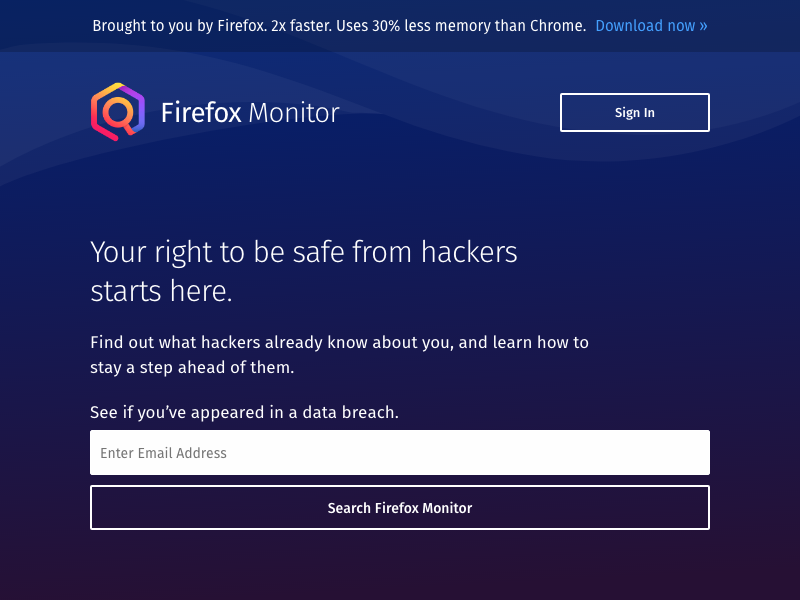 Brought to you by Firefox. 2x faster. Uses 30% less memory than Chrome. Download now »
Firefox Monitor
Sign In
Your right to be safe from hackers
starts here.
Find out what hackers already know about you, and learn how to
stay a step ahead of them.
See if you’ve appeared in a data breach.
Enter Email Address
Search Firefox Monitor